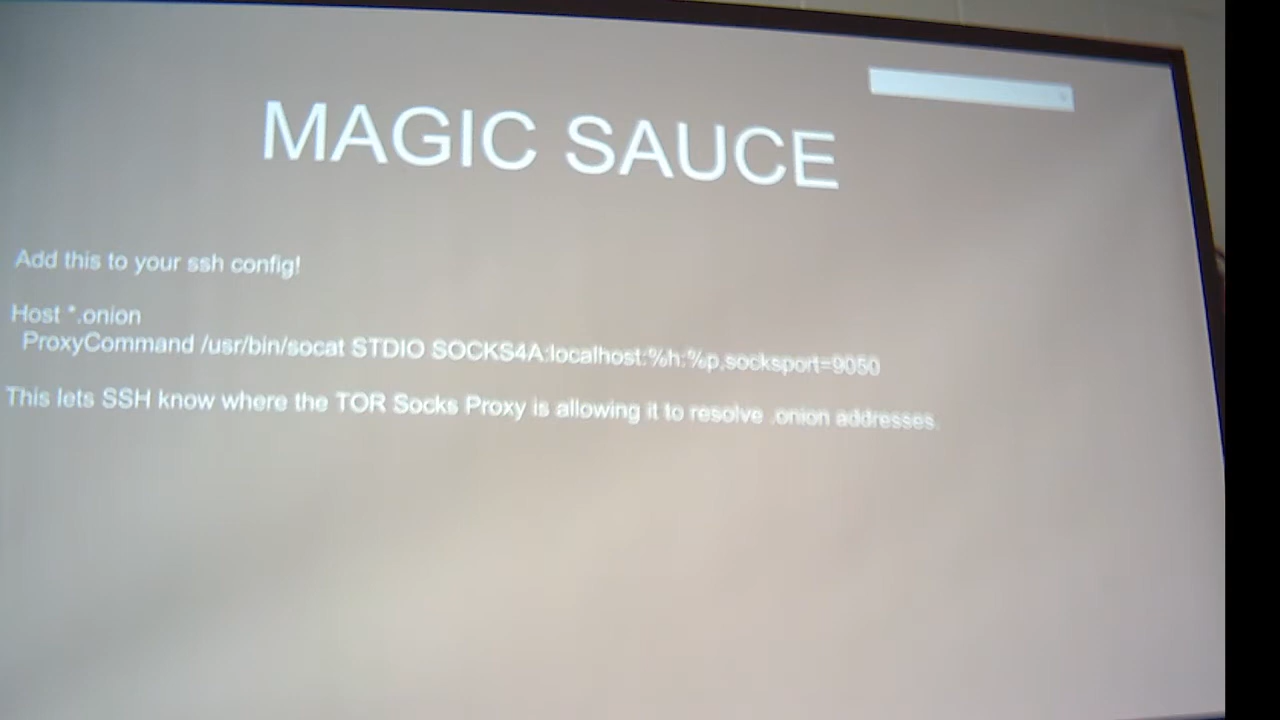 MAGIC SAUCE
Add this to your ssh config!
Host *.onion
ProxyCommand /usr/bin/socat STDIO SOCKS4A:localhost:%h:%p,socksport=9050
This lets SSH know where the TOR Socks Proxy is allowing it to resolve .onion addresses.